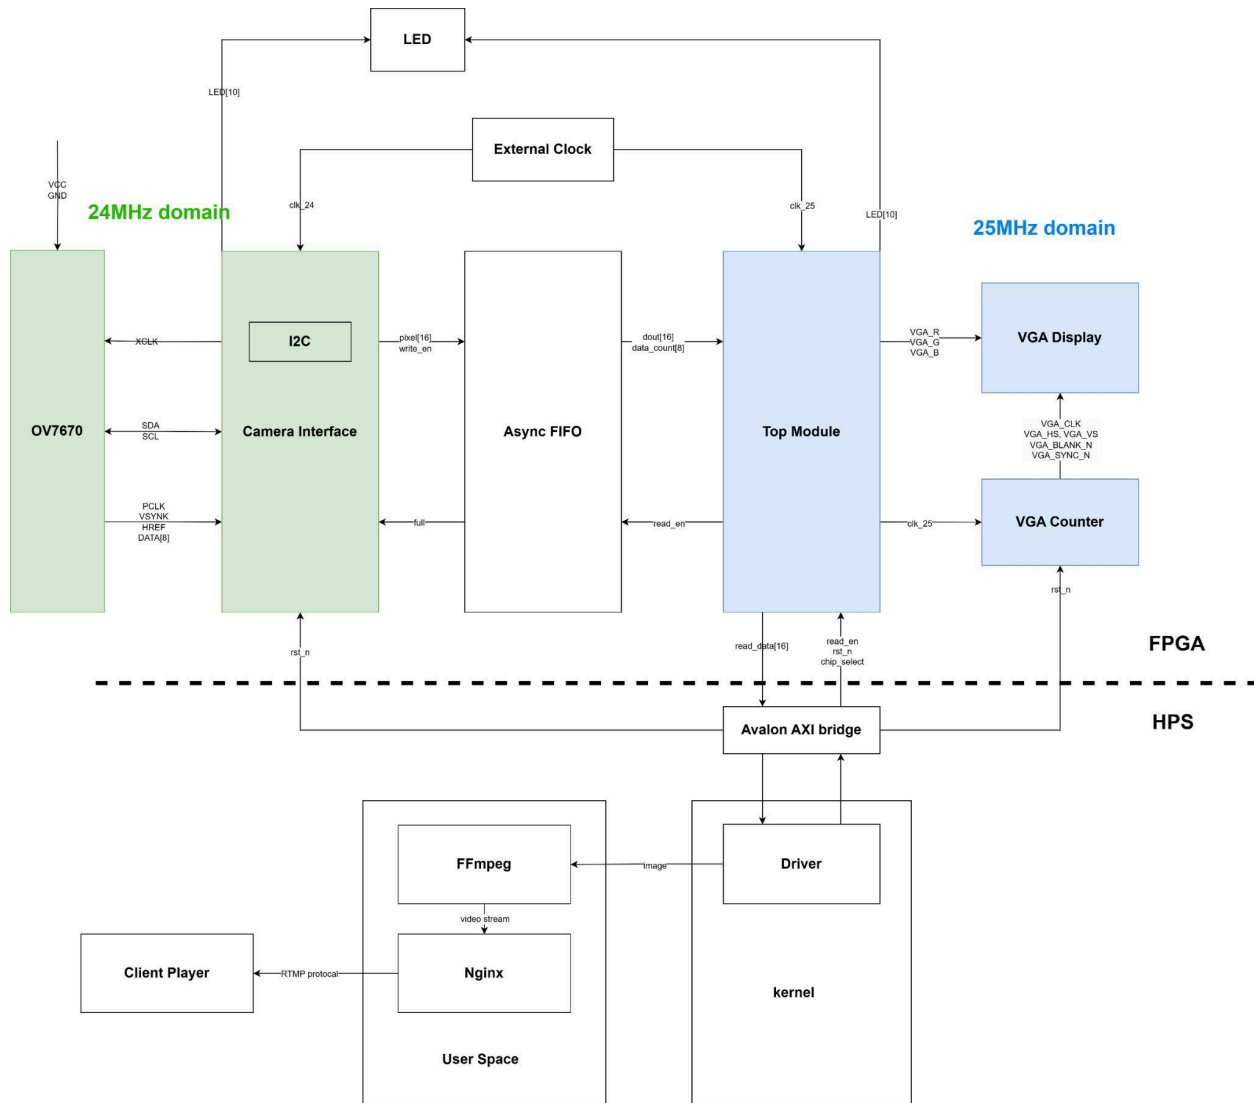 LED
LED[10]
External Clock
VCC
GND
24MHz domain
clk_24
clk_25
LED[10]
25MHz domain
XCLK
I2C
pixel[16]
write_en
dout[16]
data_count[8]
VGA_R
VGA_G
VGA_B
VGA Display
OV7670
SDA
SCL
Camera Interface
Async FIFO
Top Module
VGA_CLK
VGA_HS, VGA_VS
VGA_BLANK_N
VGA_SYNC_N
PCLK
VSYNK
HREF
DATA[8]
full
read_en
clk_25
VGA Counter
rst_n
read_data[16]
read_en
rst_n
chip_select
rst_n
FPGA
HPS
Avalon AXI bridge
FFmpeg
image
Driver
video stream
Client Player
RTMP protocal
Nginx
kernel
User Space